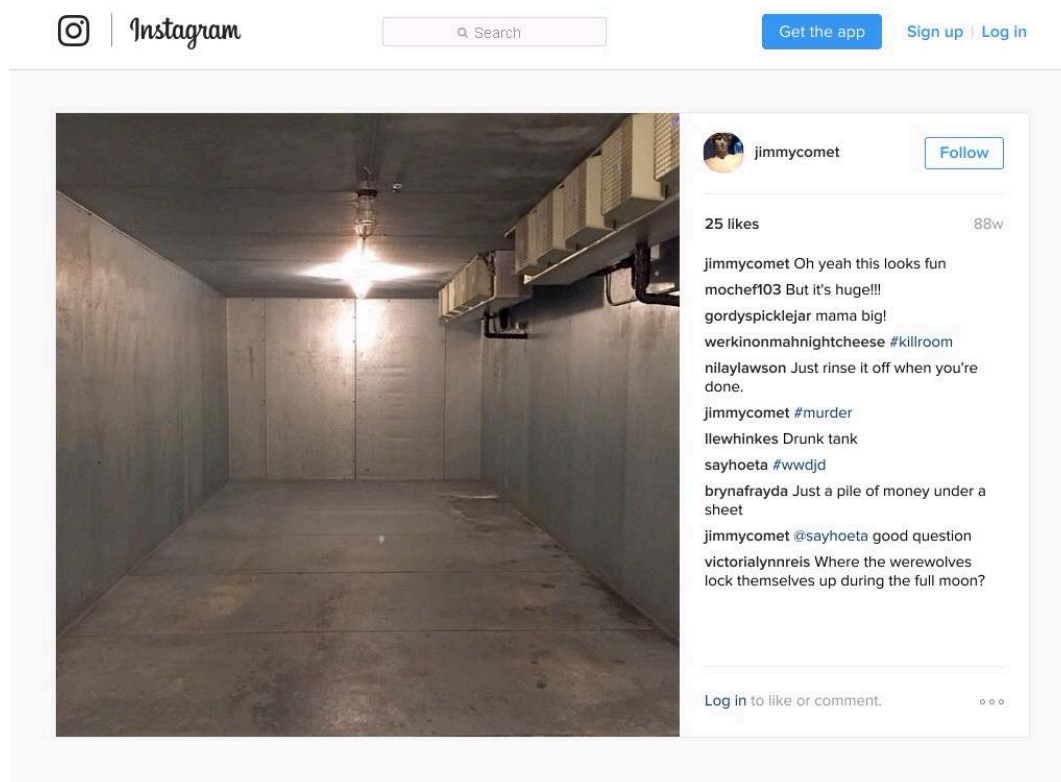 Instagram
Search
Get the app
Sign up | Log in
jimmycomet
Follow
25 likes
88w
jimmycomet Oh yeah this looks fun
mochef103 But it's huge!!!
gordyspicklejar mama big!
werkinonmahnightcheese #killroom
nilaylawson Just rinse it off when you're
done.
jimmycomet #murder
llewhinkes Drunk tank
sayhoeta #wwdjd
brynafrayda Just a pile of money under a
sheet
jimmycomet @sayhoeta good question
victorialynnreis Where the werewolves
lock themselves up during the full moon?
Log in to like or comment.